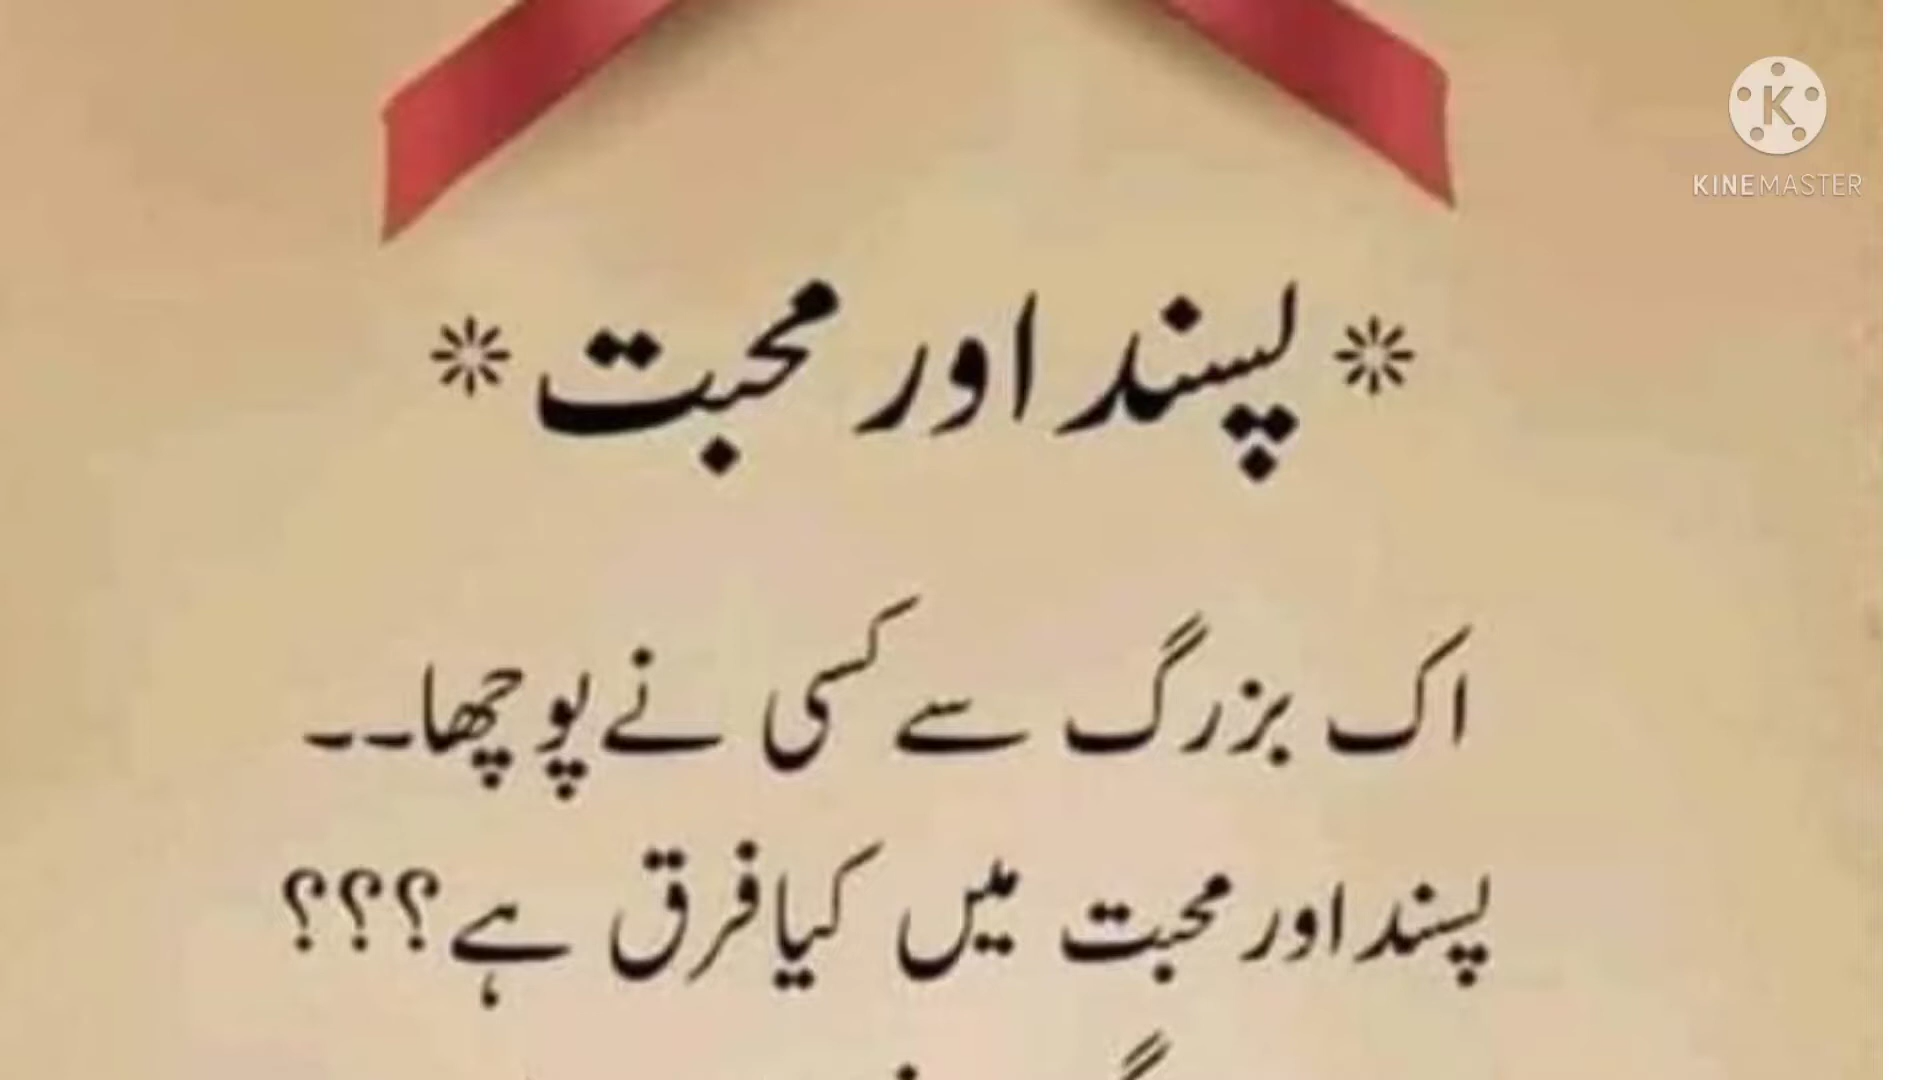 KINEMASTER
* پسند اور محبت *
اک بزرگ سے کسی نے پوچھا۔۔
پسند اور محبت میں کیا فرق ہے؟؟؟